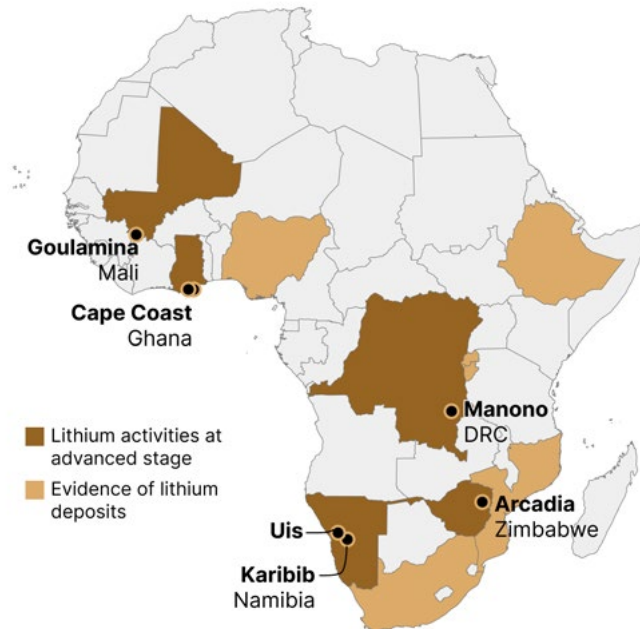 Goulamina
Mali
Cape Coast
Ghana
Manono
DRC
Lithium activities at
advanced stage
Evidence of lithium
deposits
Arcadia
Zimbabwe
Uis
Karibib
Namibia